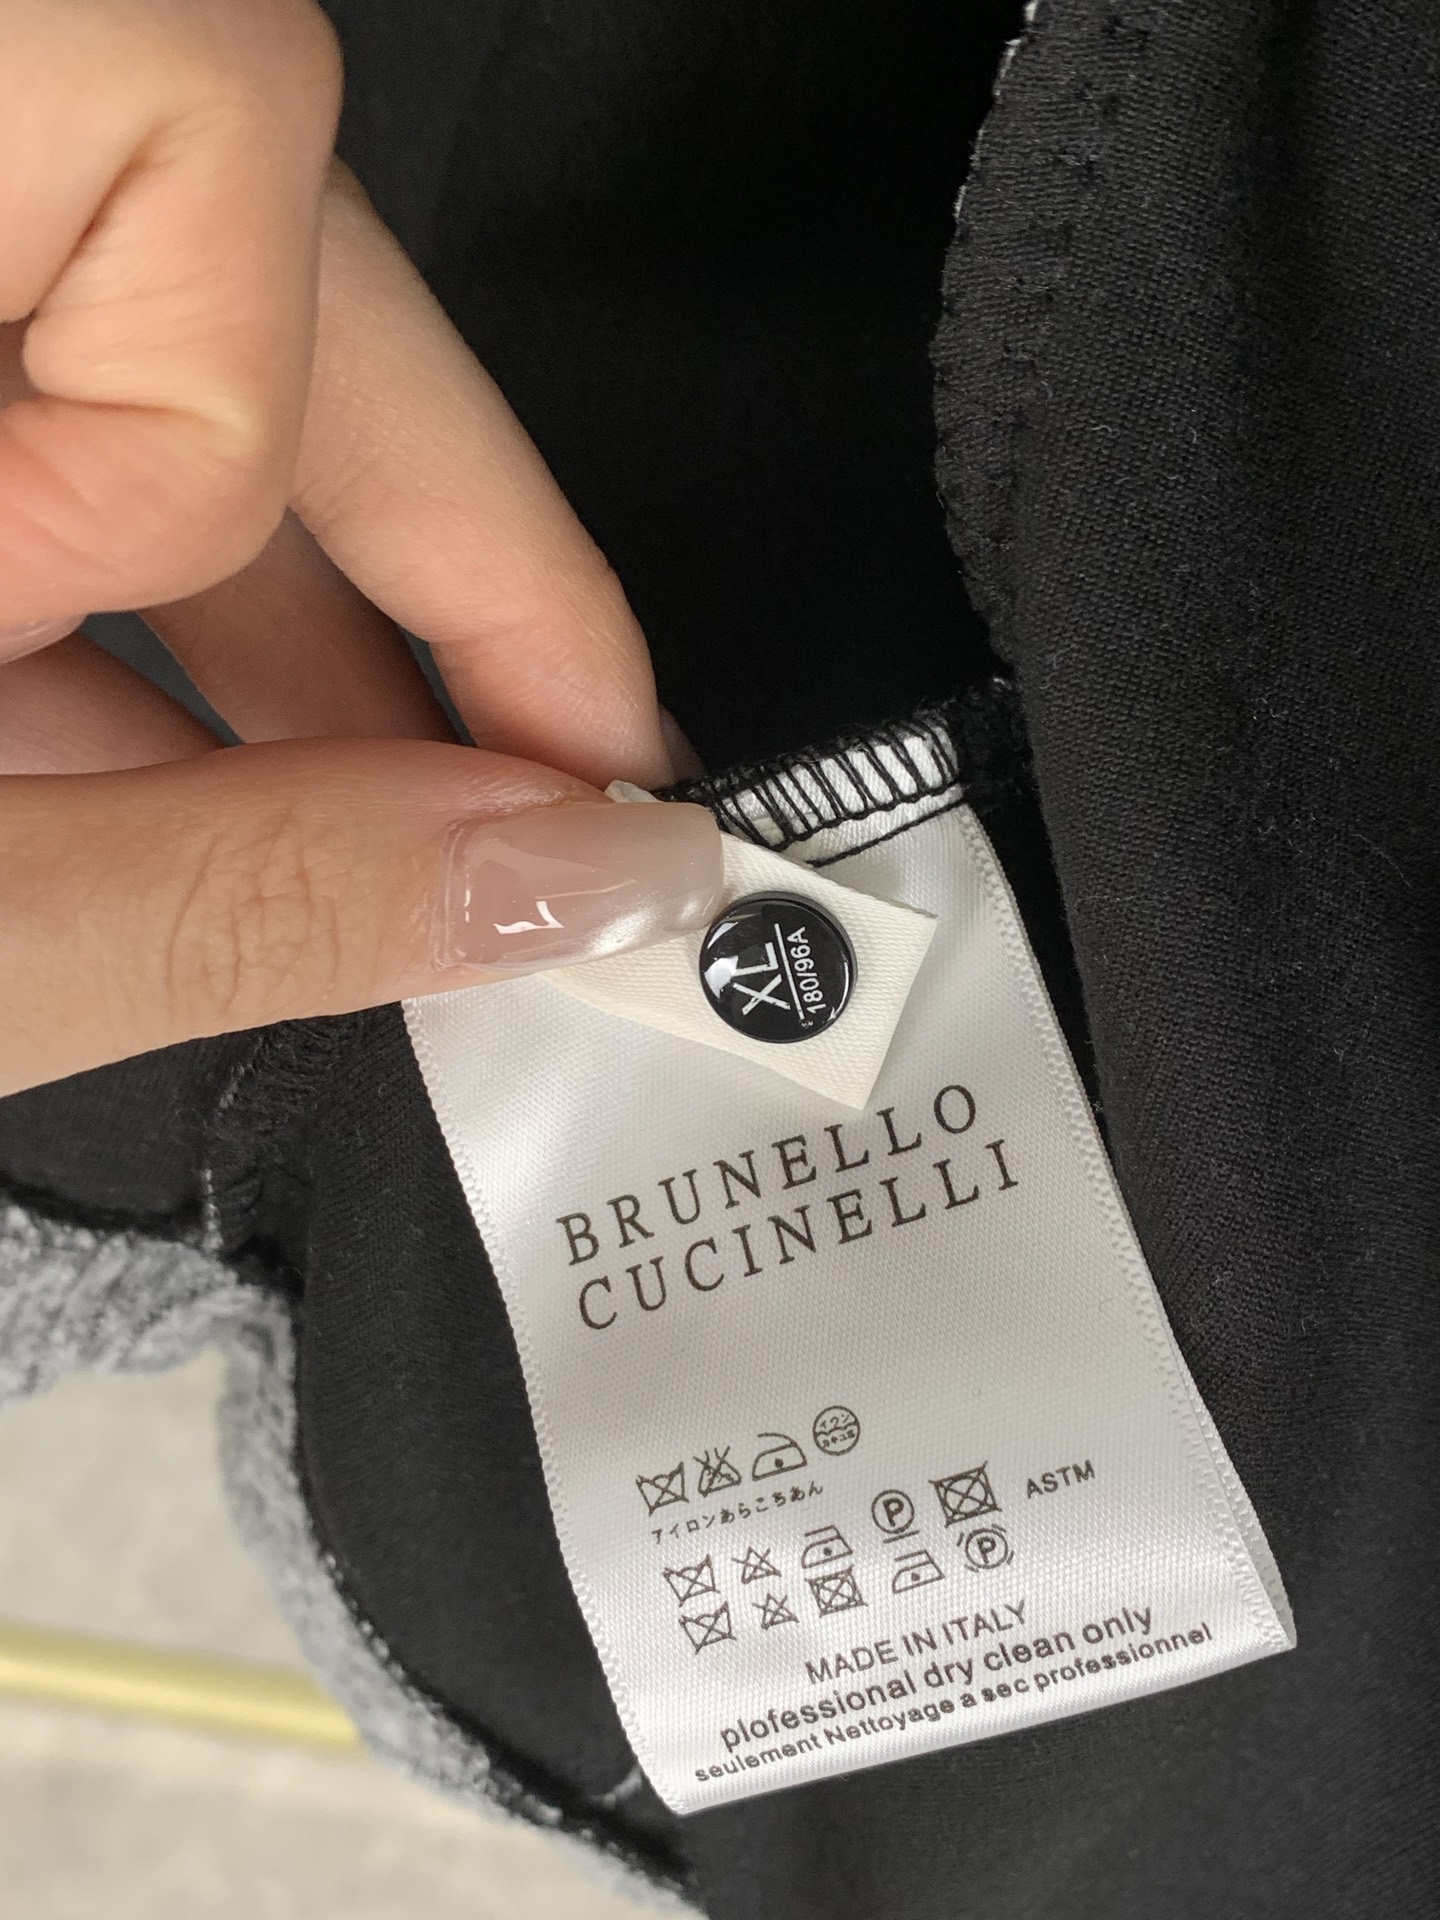 XL
180/96A
BRUNELLO
CUCINELLI
アイロンあらこちあん
P
ASTM
P
MADE IN ITALY
plofessional dry clean only
seulement Nettoyage a sec professionnel